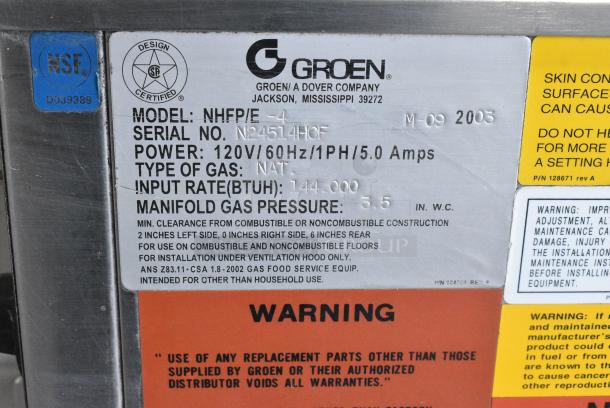 NSF®
D0J9389
DESIGN
CERTIFIED
GROEN®
GROEN/ A DOVER COMPANY
JACKSON, MISSISSIPPI 39272
MODEL: NHFP/E -4 M-09 2003
SERIAL NO. N24514HOF
POWER: 120V/60Hz/1PH/5.0 Amps
TYPE OF GAS: NAT.
INPUT RATE(BTUH): 144,000
MANIFOLD GAS PRESSURE: 3.5 IN. W.C.
MIN. CLEARANCE FROM COMBUSTIBLE OR NONCOMBUSTIBLE CONSTRUCTION
2 INCHES LEFT SIDE, 0 INCHES RIGHT SIDE, 6 INCHES REAR
FOR USE ON COMBUSTIBLE AND NONCOMBUSTIBLE FLOORS
FOR INSTALLATION UNDER VENTILATION HOOD ONLY.
ANS Z83.11-CSA 1.8-2002 GAS FOOD SERVICE EQUIP.
INTENDED FOR OTHER THAN HOUSEHOLD USE.
WARNING
" USE OF ANY REPLACEMENT PARTS OTHER THAN THOSE
SUPPLIED BY GROEN OR THEIR AUTHORIZED
DISTRIBUTOR VOIDS ALL WARRANTIES."
SKIN CON
SURFACE
CAN CAUS
DO NOT HE
FOR MORE
A SETTING H
P/N 128671 rev A
WARNING: IMPR
ADJUSTMENT, AL
MAINTENANCE CA
DAMAGE, INJURY
THE INSTALLATION
MAINTENANCE INST
BEFORE INSTALLING
EQUIPMENT.
WARNING: If n
and maintained
manufacturer's
product could e
in fuel or from
are known to th
to cause cancer
other reproducti